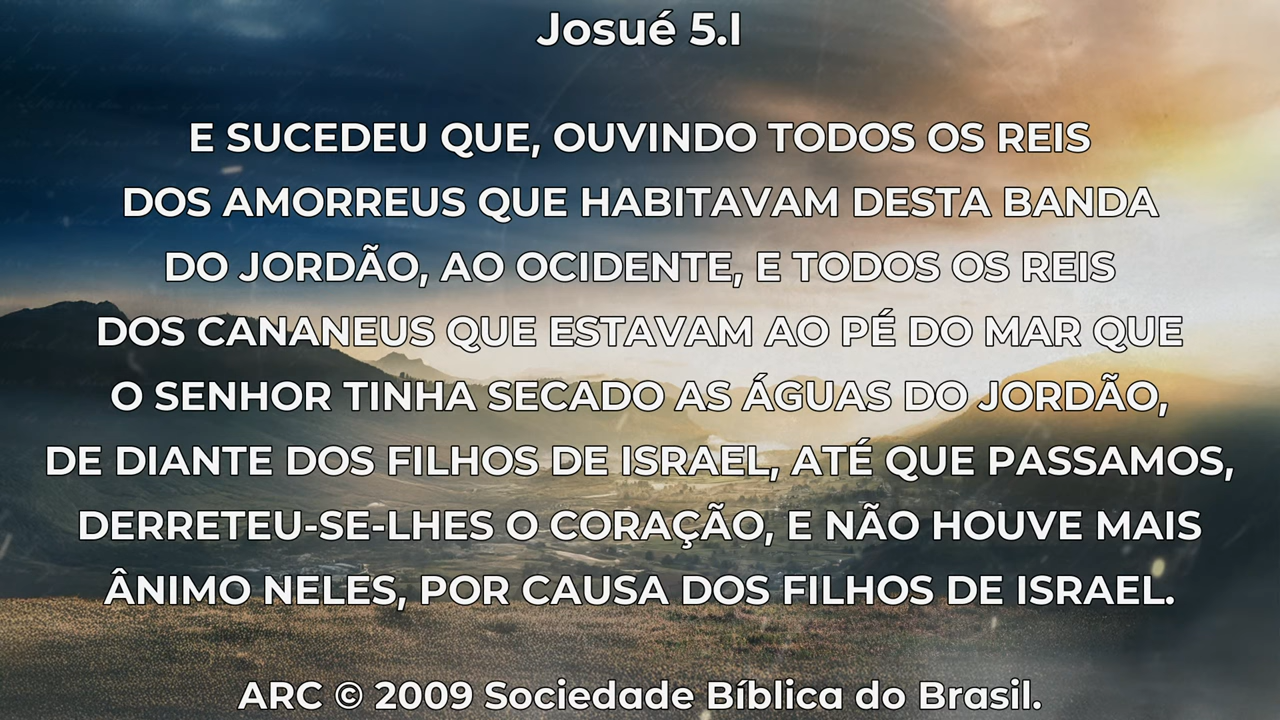 Josué 5.I
E SUCEDEU QUE, OUVINDO TODOS OS REIS
DOS AMORREUS QUE HABITAVAM DESTA BANDA
DO JORDÃO, AO OCIDENTE, E TODOS OS REIS
DOS CANANEUS QUE ESTAVAM AO PÉ DO MAR QUE
O SENHOR TINHA SECADO AS ÁGUAS DO JORDÃO,
DE DIANTE DOS FILHOS DE ISRAEL, ATÉ QUE PASSAMOS,
DERRETEU-SE-LHES O CORAÇÃO, E NÃO HOUVE MAIS
ÂNIMO NELES, POR CAUSA DOS FILHOS DE ISRAEL.
ARC © 2009 Sociedade Bíblica do Brasil.